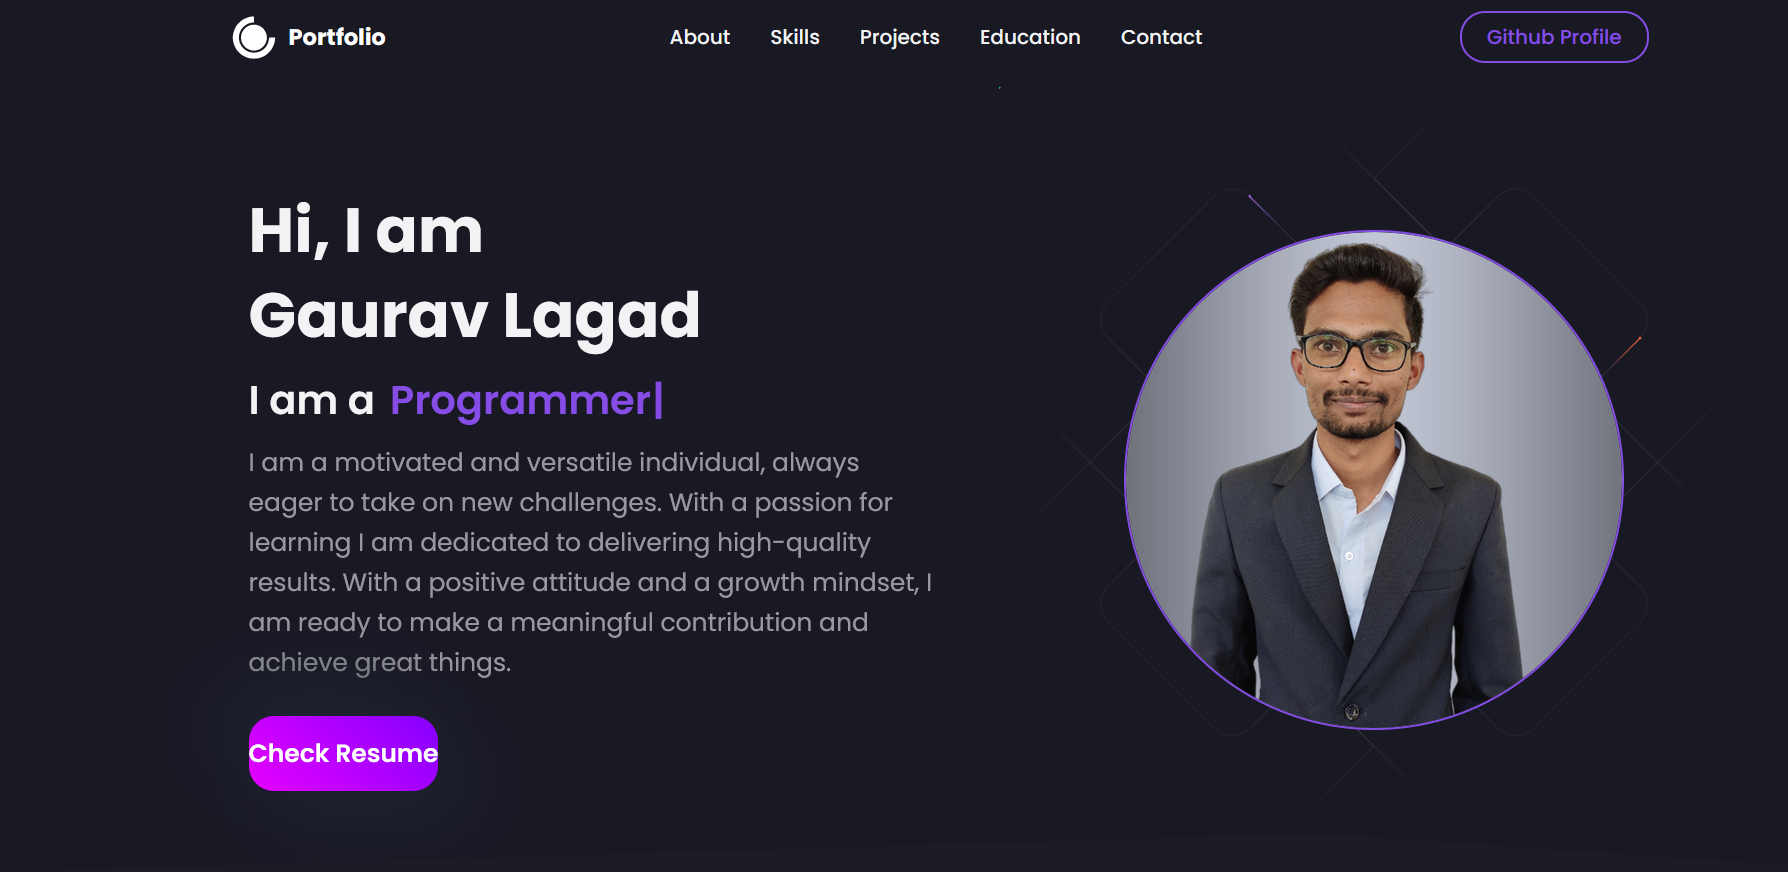 Portfolio
About
Skills
Projects
Education
Contact
Github Profile
Hi, I am
Gaurav Lagad
I am a Programmer|
I am a motivated and versatile individual, always
eager to take on new challenges. With a passion for
learning I am dedicated to delivering high-quality
results. With a positive attitude and a growth mindset, I
am ready to make a meaningful contribution and
achieve great things.
Check Resume